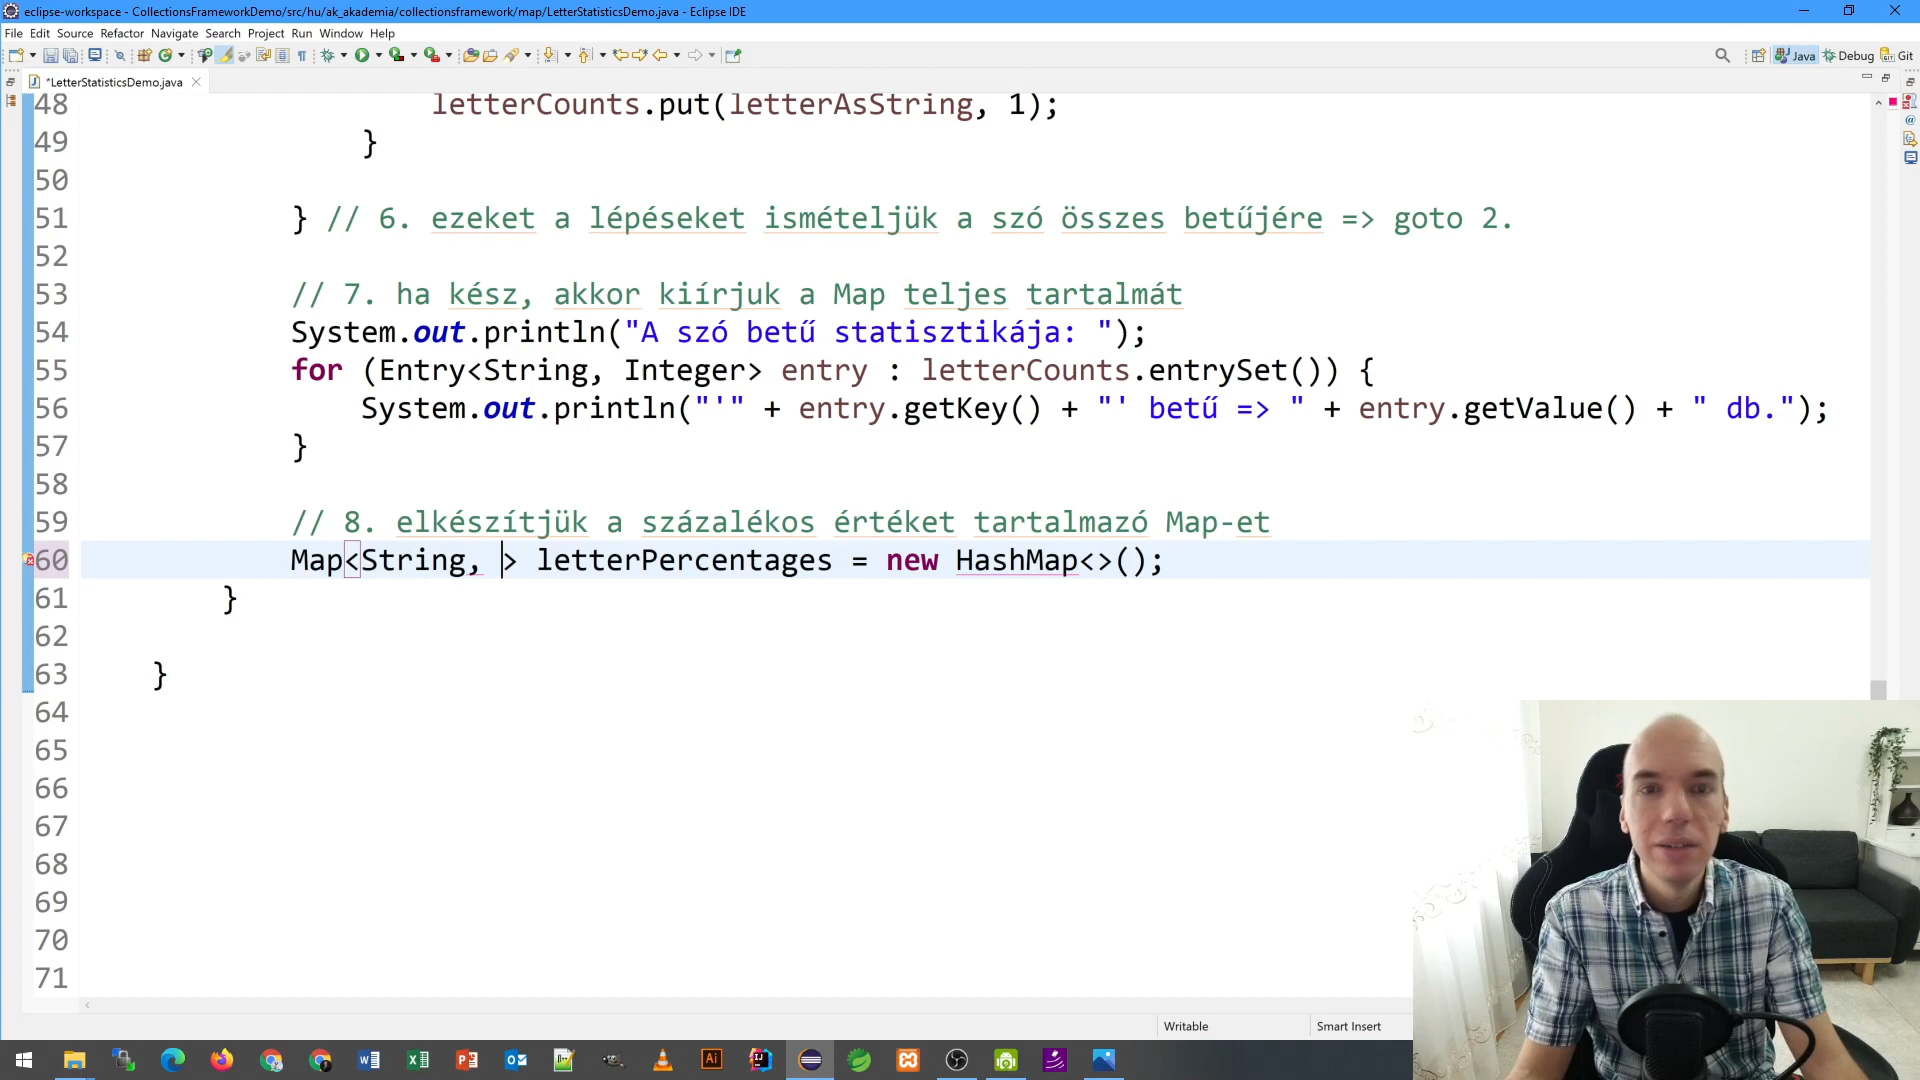 eclipse-workspace - CollectionsFrameworkDemo/src/hu/ak_akademia/collectionsframework/map/LetterStatisticsDemo.java - Eclipse IDE
File Edit Source Refactor Navigate Search Project Run Window Help
Java Debug Git
*LetterStatisticsDemo.java
48 letterCounts.put(letterAsString, 1);
49 }
50
51 } // 6. ezeket a lépéseket ismételjük a szó összes betűjére => goto 2.
52
53 // 7. ha kész, akkor kiírjuk a Map teljes tartalmát
54 System.out.println("A szó betű statisztikája: ");
55 for (Entry<String, Integer> entry : letterCounts.entrySet()) {
56 System.out.println("'" + entry.getKey() + "' betű => " + entry.getValue() + " db.");
57 }
58
59 // 8. elkészítjük a százalékos értéket tartalmazó Map-et
60 Map<String, > letterPercentages = new HashMap<>();
61 }
62
63 }
64
65
66
67
68
69
70
71
Writable Smart Insert